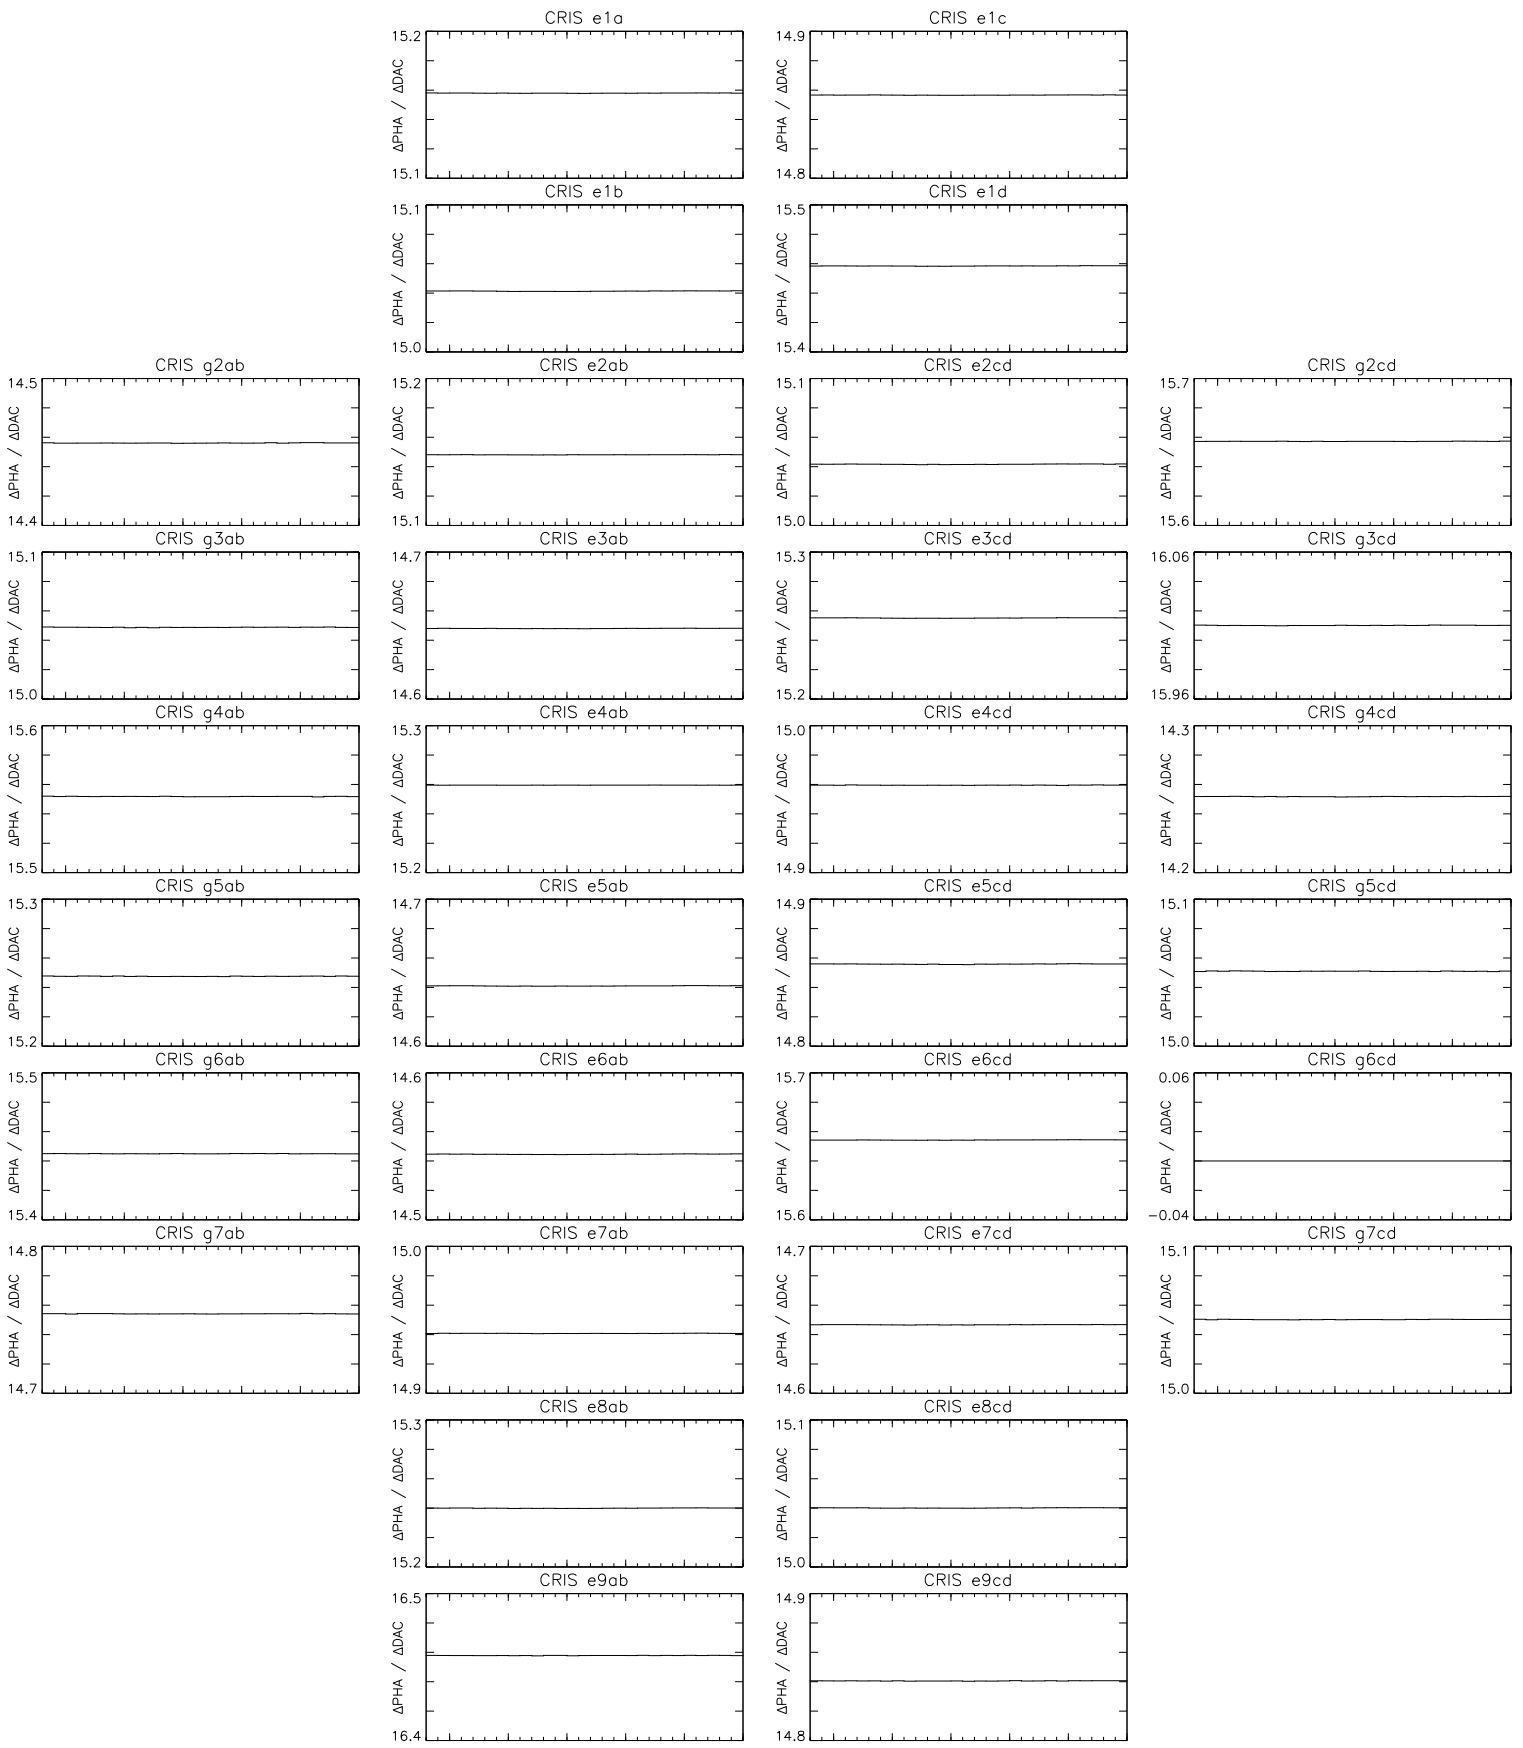 CRIS e1a
15.2
ΔPHA / ΔDAC
15.1
CRIS e1c
14.9
ΔPHA / ΔDAC
14.8
CRIS e1b
15.1
ΔPHA / ΔDAC
15.0
CRIS e1d
15.5
ΔPHA / ΔDAC
15.4
CRIS g2ab
14.5
ΔPHA / ΔDAC
14.4
CRIS e2ab
15.2
ΔPHA / ΔDAC
15.1
CRIS e2cd
15.1
ΔPHA / ΔDAC
15.0
CRIS g2cd
15.7
ΔPHA / ΔDAC
15.6
CRIS g3ab
15.1
ΔPHA / ΔDAC
15.0
CRIS e3ab
14.7
ΔPHA / ΔDAC
14.6
CRIS e3cd
15.3
ΔPHA / ΔDAC
15.2
CRIS g3cd
16.06
ΔPHA / ΔDAC
15.96
CRIS g4ab
15.6
ΔPHA / ΔDAC
15.5
CRIS e4ab
15.3
ΔPHA / ΔDAC
15.2
CRIS e4cd
15.0
ΔPHA / ΔDAC
14.9
CRIS g4cd
14.3
ΔPHA / ΔDAC
14.2
CRIS g5ab
15.3
ΔPHA / ΔDAC
15.2
CRIS e5ab
14.7
ΔPHA / ΔDAC
14.6
CRIS e5cd
14.9
ΔPHA / ΔDAC
14.8
CRIS g5cd
15.1
ΔPHA / ΔDAC
15.0
CRIS g6ab
15.5
ΔPHA / ΔDAC
15.4
CRIS e6ab
14.6
ΔPHA / ΔDAC
14.5
CRIS e6cd
15.7
ΔPHA / ΔDAC
15.6
CRIS g6cd
0.06
ΔPHA / ΔDAC
−0.04
CRIS g7ab
14.8
ΔPHA / ΔDAC
14.7
CRIS e7ab
15.0
ΔPHA / ΔDAC
14.9
CRIS e7cd
14.7
ΔPHA / ΔDAC
14.6
CRIS g7cd
15.1
ΔPHA / ΔDAC
15.0
CRIS e8ab
15.3
ΔPHA / ΔDAC
15.2
CRIS e8cd
15.1
ΔPHA / ΔDAC
15.0
CRIS e9ab
16.5
ΔPHA / ΔDAC
16.4
CRIS e9cd
14.9
ΔPHA / ΔDAC
14.8